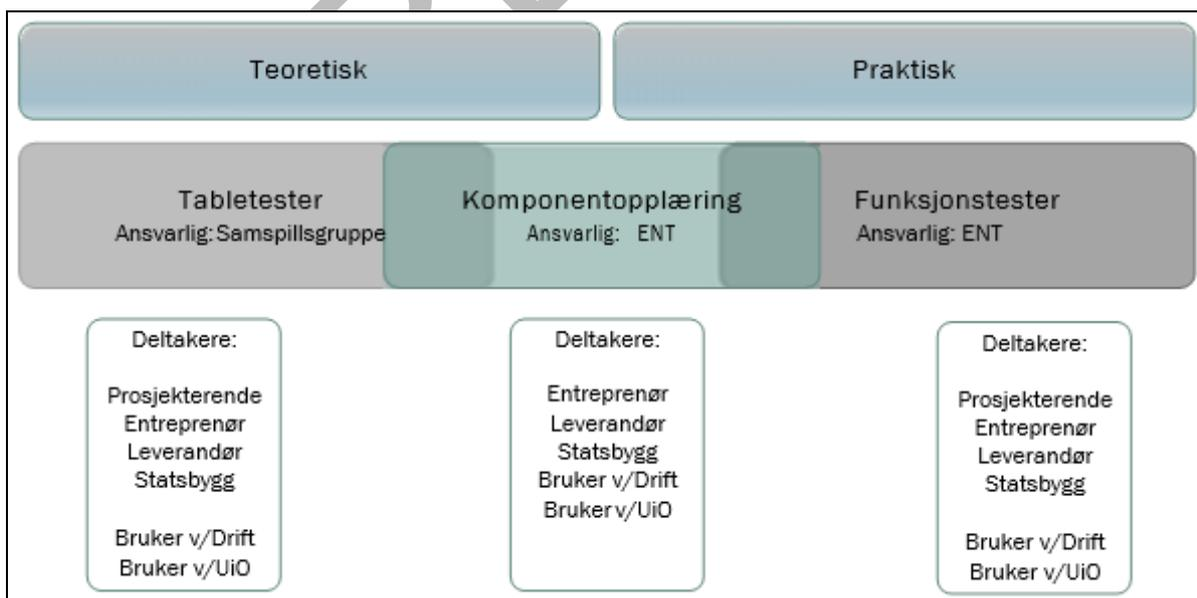 Teoretisk
Praktisk
Tabletester
Ansvarlig: Samspillsgruppe
Komponentopplæring
Ansvarlig: ENT
Funksjonstester
Ansvarlig: ENT
Deltakere:
Prosjekterende
Entreprenør
Leverandør
Statsbygg
Bruker v/Drift
Bruker v/UiO
Deltakere:
Entreprenør
Leverandør
Statsbygg
Bruker v/Drift
Bruker v/UiO
Deltakere:
Prosjekterende
Entreprenør
Leverandør
Statsbygg
Bruker v/Drift
Bruker v/UiO